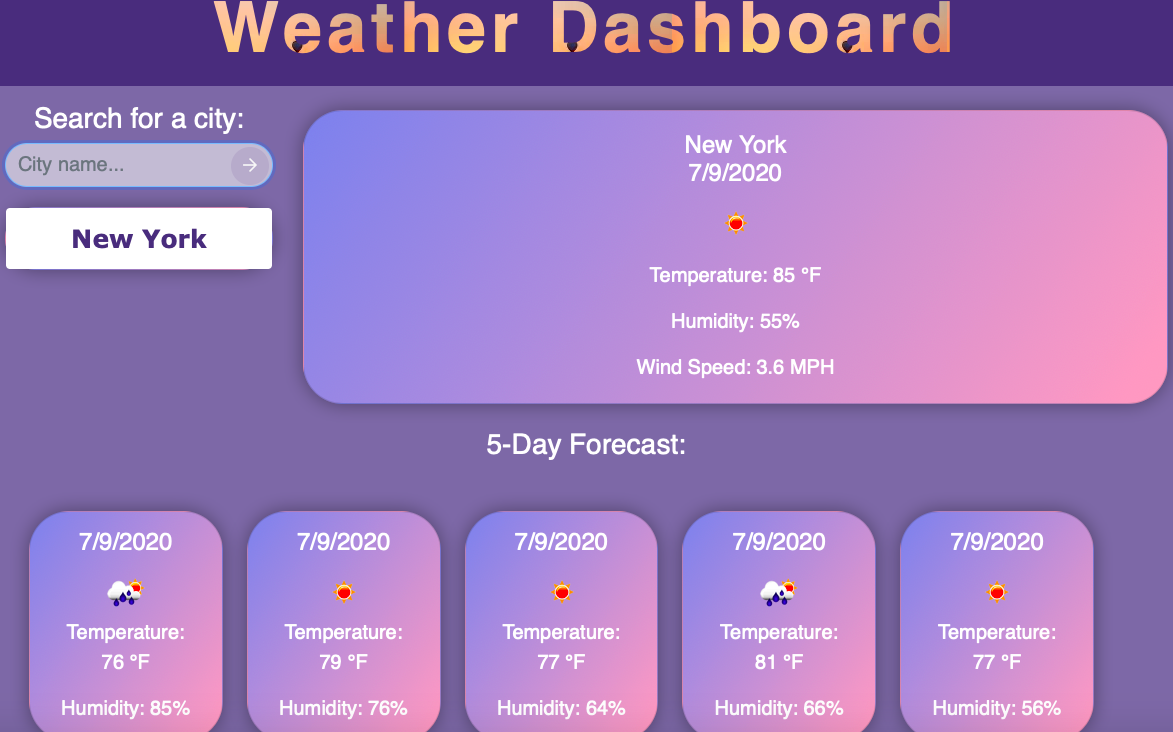 Weather Dashboard
Search for a city:
City name...
New York
New York
7/9/2020
Temperature: 85 °F
Humidity: 55%
Wind Speed: 3.6 MPH
5-Day Forecast:
7/9/2020
Temperature:
76 °F
Humidity: 85%
7/9/2020
Temperature:
79 °F
Humidity: 76%
7/9/2020
Temperature:
77 °F
Humidity: 64%
7/9/2020
Temperature:
81 °F
Humidity: 66%
7/9/2020
Temperature:
77 °F
Humidity: 56%